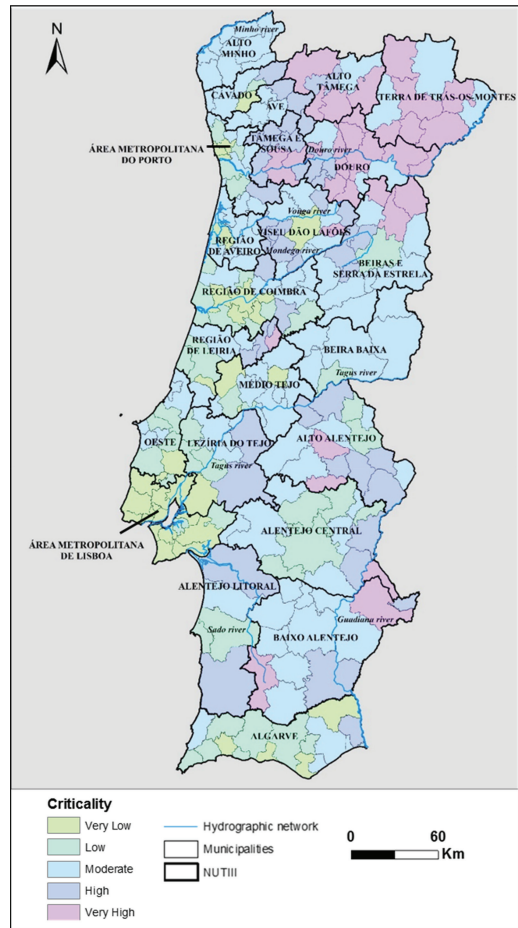 N
Minho river
ALTO
MINHO
CAVADO
AVE
ALTO
TÂMEGA
TERRA DE TRÁS-OS-MONTES
ÁREA METROPOLITANA
DO PORTO
TÂMEGA E
SOUSA
Douro river
DOURO
Vouga river
VISEU DÃO LAFÕES
REGIÃO
DE AVEIRO
Mondego river
BEIRAS E
SERRA DA ESTRELA
REGIÃO DE COIMBRA
REGIÃO
DE LEIRIA
BEIRA BAIXA
Tagus river
MÉDIO TEJO
OESTE
LEZÍRIA DO TEJO
ALTO ALENTEJO
Tagus river
ÁREA METROPOLITANA
DE LISBOA
ALENTEJO CENTRAL
ALENTEJO LITORAL
Guadiana river
Sado river
BAIXO ALENTEJO
ALGARVE
Criticality
Very Low
Low
Moderate
High
Very High
Hydrographic network
Municipalities
NUTIII
0 60
Km